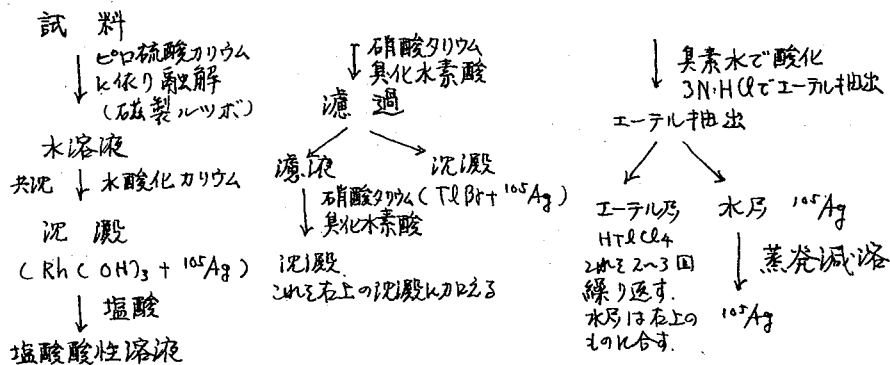 試料
ピロ硫酸カリウム
に依り融解
(磁製ルツボ)
水溶液
共沈 水酸化カリウム
沈澱
(Rh(OH)3 + 105Ag)
塩酸
塩酸酸性溶液
硝酸タリウム
臭化水素酸
濾過
濾液 沈澱
硝酸タリウム (TlBr + 105Ag)
臭化水素酸
沈澱
これを右上の沈澱に加える
臭素水で酸化
3N・HClでエーテル抽出
エーテル抽出
エーテル層 水層 105Ag
HTlCl4
これを2〜3回
繰り返す.
水層は右上の
ものに合す.
蒸発減溶
105Ag